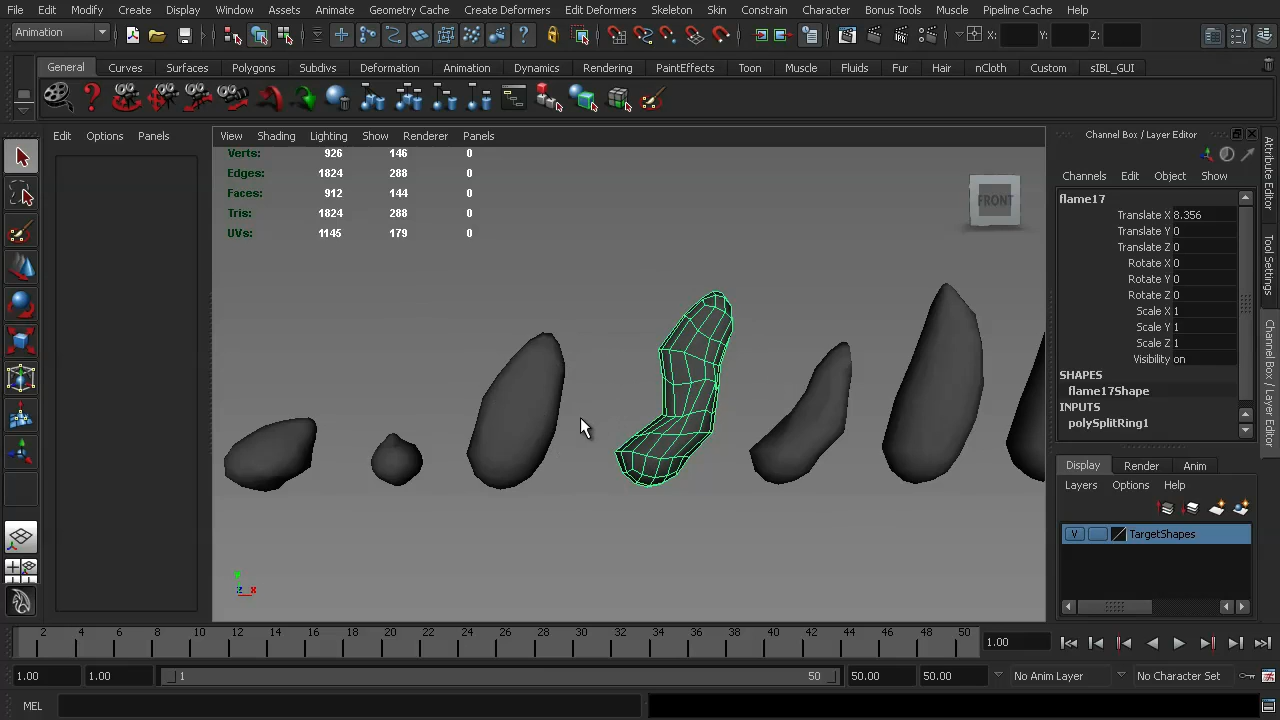 File Edit Modify Create Display Window Assets Animate Geometry Cache Create Deformers Edit Deformers Skeleton Skin Constrain Character Bonus Tools Muscle Pipeline Cache Help
Animation X: Y: Z:
General Curves Surfaces Polygons Subdivs Deformation Animation Dynamics Rendering PaintEffects Toon Muscle Fluids Fur Hair nCloth Custom sIBL_GUI
Edit Options Panels
View Shading Lighting Show Renderer Panels
Verts: 926 146 0
Edges: 1824 288 0
Faces: 912 144 0
Tris: 1824 288 0
UVs: 1145 179 0
FRONT
Channel Box / Layer Editor
Channels Edit Object Show
flame17
Translate X 8.356
Translate Y 0
Translate Z 0
Rotate X 0
Rotate Y 0
Rotate Z 0
Scale X 1
Scale Y 1
Scale Z 1
Visibility on
SHAPES
flame17Shape
INPUTS
polySplitRing1
Display Render Anim
Layers Options Help
V TargetShapes
Attribute Editor
Tool Settings
Channel Box / Layer Editor
z x
2 4 6 8 10 12 14 16 18 20 22 24 26 28 30 32 34 36 38 40 42 44 46 48 50 1.00
1.00 1.00 1 50 50.00 50.00 No Anim Layer No Character Set
MEL